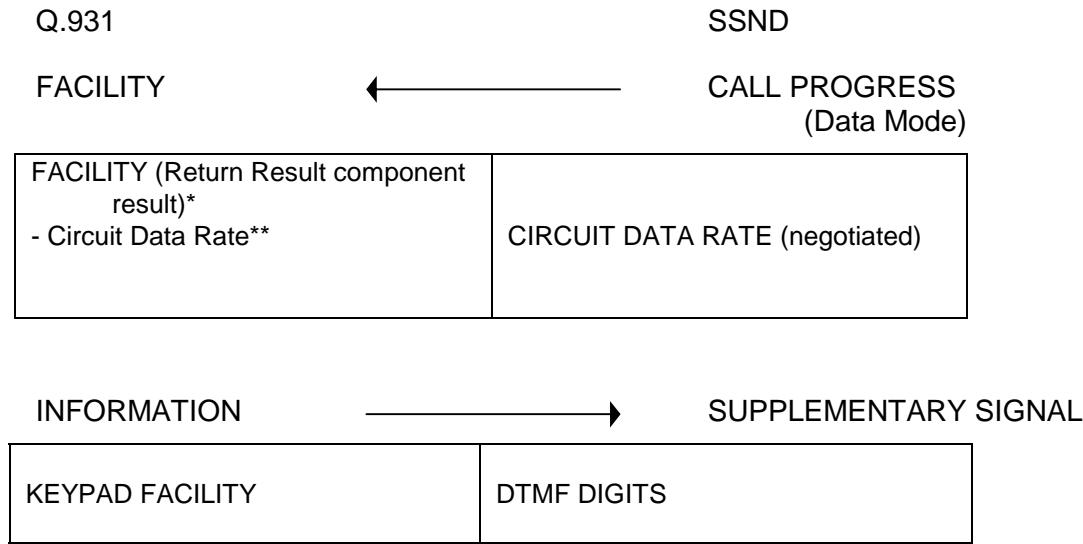 Q.931 SSND
FACILITY CALL PROGRESS
(Data Mode)
FACILITY (Return Result component
result)*
- Circuit Data Rate** CIRCUIT DATA RATE (negotiated)
INFORMATION SUPPLEMENTARY SIGNAL
KEYPAD FACILITY DTMF DIGITS